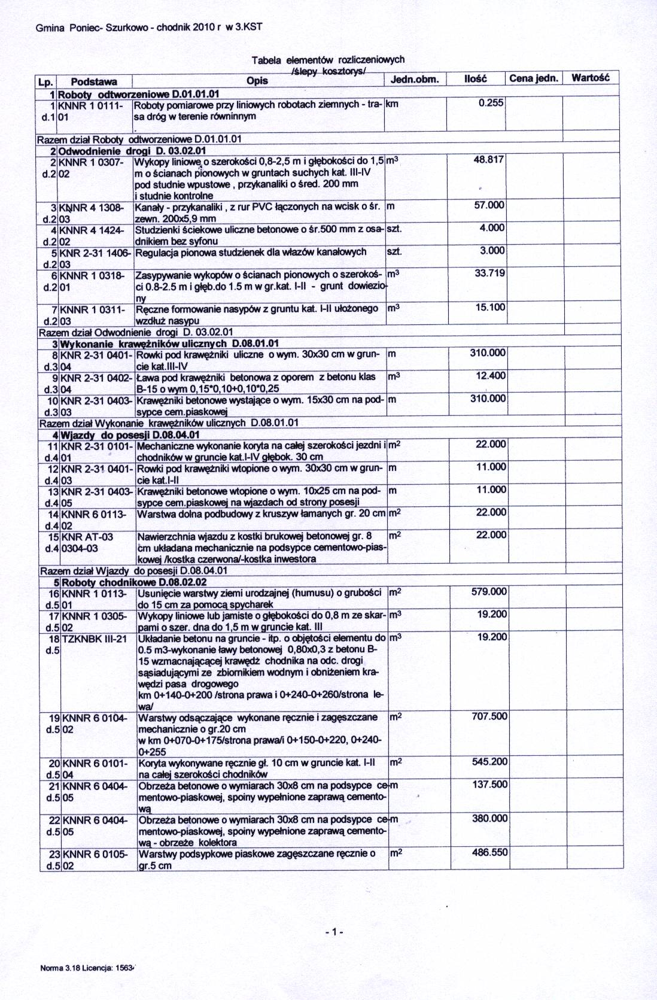 Gmina Poniec- Szurkowo - chodnik 2010 r w 3.KST
Tabela elementów rozliczeniowych
/ślepy kosztorys/
Lp. Podstawa Opis Jedn.obm. Ilość Cena jedn. Wartość
1 Roboty odtworzeniowe D.01.01.01
1 KNNR 1 0111- Roboty pomiarowe przy liniowych robotach ziemnych - tra- km 0.255
d.1 01 sa dróg w terenie równinnym
.
Razem dział Roboty odtworzeniowe D.01.01.01
2 Odwodnienie drogi D. 03.02.01
2 KNNR 1 0307- Wykopy liniowe o szerokości 0,8-2,5 m i głębokości do 1,5 m3 48.817
d.2 02 m o ścianach pionowych w gruntach suchych kat. III-IV
pod studnie wpustowe , przykanaliki o śred. 200 mm
i studnie kontrolne
3 KNNR 4 1308- Kanały - przykanaliki , z rur PVC łączonych na wcisk o śr. m 57.000
d.2 03 zewn. 200x5,9 mm
4 KNNR 4 1424- Studzienki ściekowe uliczne betonowe o śr.500 mm z osa- szt. 4.000
d.2 02 dnikiem bez syfonu
5 KNR 2-31 1406- Regulacja pionowa studzienek dla włazów kanałowych szt. 3.000
d.2 03
6 KNNR 1 0318- Zasypywanie wykopów o ścianach pionowych o szerokoś- m3 33.719
d.2 01 ci 0.8-2.5 m i głęb.do 1.5 m w gr.kat. I-II - grunt dowiezio-
ny
7 KNNR 1 0311- Ręczne formowanie nasypów z gruntu kat. I-II ułożonego m3 15.100
d.2 03 wzdłuż nasypu
Razem dział Odwodnienie drogi D. 03.02.01
3 Wykonanie krawężników ulicznych D.08.01.01
8 KNR 2-31 0401- Rowki pod krawężniki uliczne o wym. 30x30 cm w grun- m 310.000
d.3 04 cie kat.III-IV
9 KNR 2-31 0402- Ława pod krawężniki betonowa z oporem z betonu klas m3 12.400
d.3 04 B-15 o wym 0,15*0,10+0,10*0,25
10 KNR 2-31 0403- Krawężniki betonowe wystające o wym. 15x30 cm na pod- m 310.000
d.3 03 sypce cem.piaskowej
Razem dział Wykonanie krawężników ulicznych D.08.01.01
4 Wjazdy do posesji D.08.04.01
11 KNR 2-31 0101- Mechaniczne wykonanie koryta na całej szerokości jezdni i m2 22.000
d.4 01 chodników w gruncie kat.I-IV głębok. 30 cm
12 KNR 2-31 0401- Rowki pod krawężniki wtopione o wym. 30x30 cm w grun- m 11.000
d.4 03 cie kat.I-II
13 KNR 2-31 0403- Krawężniki betonowe wtopione o wym. 10x25 cm na pod- m 11.000
d.4 05 sypce cem.piaskowej na wjazdach od strony posesji
14 KNNR 6 0113- Warstwa dolna podbudowy z kruszyw łamanych gr. 20 cm m2 22.000
d.4 02
15 KNR AT-03 Nawierzchnia wjazdu z kostki brukowej betonowej gr. 8 m2 22.000
d.4 0304-03 cm układana mechanicznie na podsypce cementowo-pias-
kowej /kostka czerwona/-kostka inwestora
Razem dział Wjazdy do posesji D.08.04.01
5 Roboty chodnikowe D.08.02.02
16 KNNR 1 0113- Usunięcie warstwy ziemi urodzajnej (humusu) o grubości m2 579.000
d.5 01 do 15 cm za pomocą spycharek
17 KNNR 1 0305- Wykopy liniowe lub jamiste o głębokości do 0,8 m ze skar- m3 19.200
d.5 02 pami o szer. dna do 1,5 m w gruncie kat. III
18 TZKNBK III-21 Układanie betonu na gruncie - itp. o objętości elementu do m3 19.200
d.5 0.5 m3-wykonanie ławy betonowej 0,80x0,3 z betonu B-
15 wzmacnającącej krawędż chodnika na odc. drogi
sąsiadującymi ze zbiornikiem wodnym i obniżeniem kra-
wędzi pasa drogowego
km 0+140-0+200 /strona prawa i 0+240-0+260/strona le-
wa/
19 KNNR 6 0104- Warstwy odsączające wykonane ręcznie i zagęszczane m2 707.500
d.5 02 mechanicznie o gr.20 cm
w km 0+070-0+175/strona prawa/i 0+150-0+220, 0+240-
0+255
20 KNNR 6 0101- Koryta wykonywane ręcznie gł. 10 cm w gruncie kat. I-II m2 545.200
d.5 04 na całej szerokości chodników
21 KNNR 6 0404- Obrzeża betonowe o wymiarach 30x8 cm na podsypce ce- m 137.500
d.5 05 mentowo-piaskowej, spoiny wypełnione zaprawą cemento-
wą
22 KNNR 6 0404- Obrzeża betonowe o wymiarach 30x8 cm na podsypce ce- m 380.000
d.5 05 mentowo-piaskowej, spoiny wypełnione zaprawą cemento-
wą - obrzeże kolektora
23 KNNR 6 0105- Warstwy podsypkowe piaskowe zagęszczane ręcznie o m2 486.550
d.5 02 gr.5 cm
- 1 -
Norma 3.18 Licencja: 1563